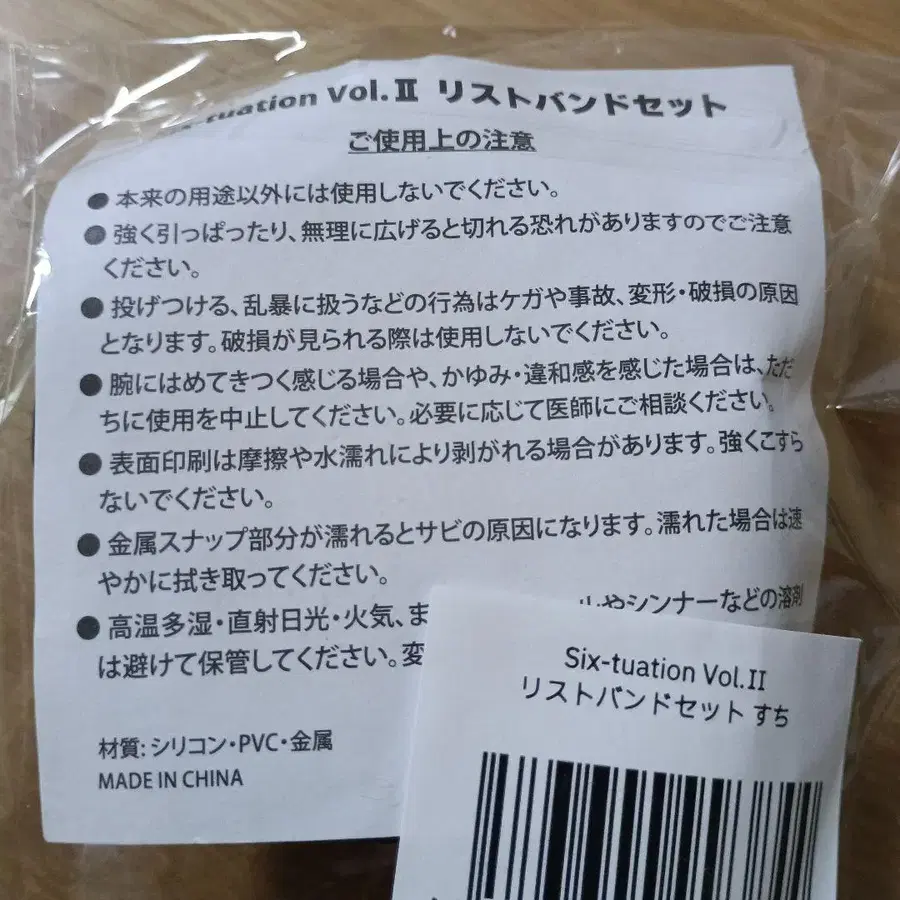 Six-tuation Vol.Ⅱ リストバンドセット
ご使用上の注意
● 本来の用途以外には使用しないでください。
● 強く引っぱったり、無理に広げると切れる恐れがありますのでご注意
ください。
● 投げつける、乱暴に扱うなどの行為はケガや事故、変形・破損の原因
となります。破損が見られる際は使用しないでください。
● 腕にはめてきつく感じる場合や、かゆみ・違和感を感じた場合は、ただ
ちに使用を中止してください。必要に応じて医師にご相談ください。
● 表面印刷は摩擦や水濡れにより剥がれる場合があります。強くこすら
ないでください。
● 金属スナップ部分が濡れるとサビの原因になります。濡れた場合は速
やかに拭き取ってください。
● 高温多湿・直射日光・火気、ま ルやシンナーなどの溶剤
は避けて保管してください。変
材質: シリコン・PVC・金属
MADE IN CHINA
Six-tuation Vol.II
リストバンドセット すち